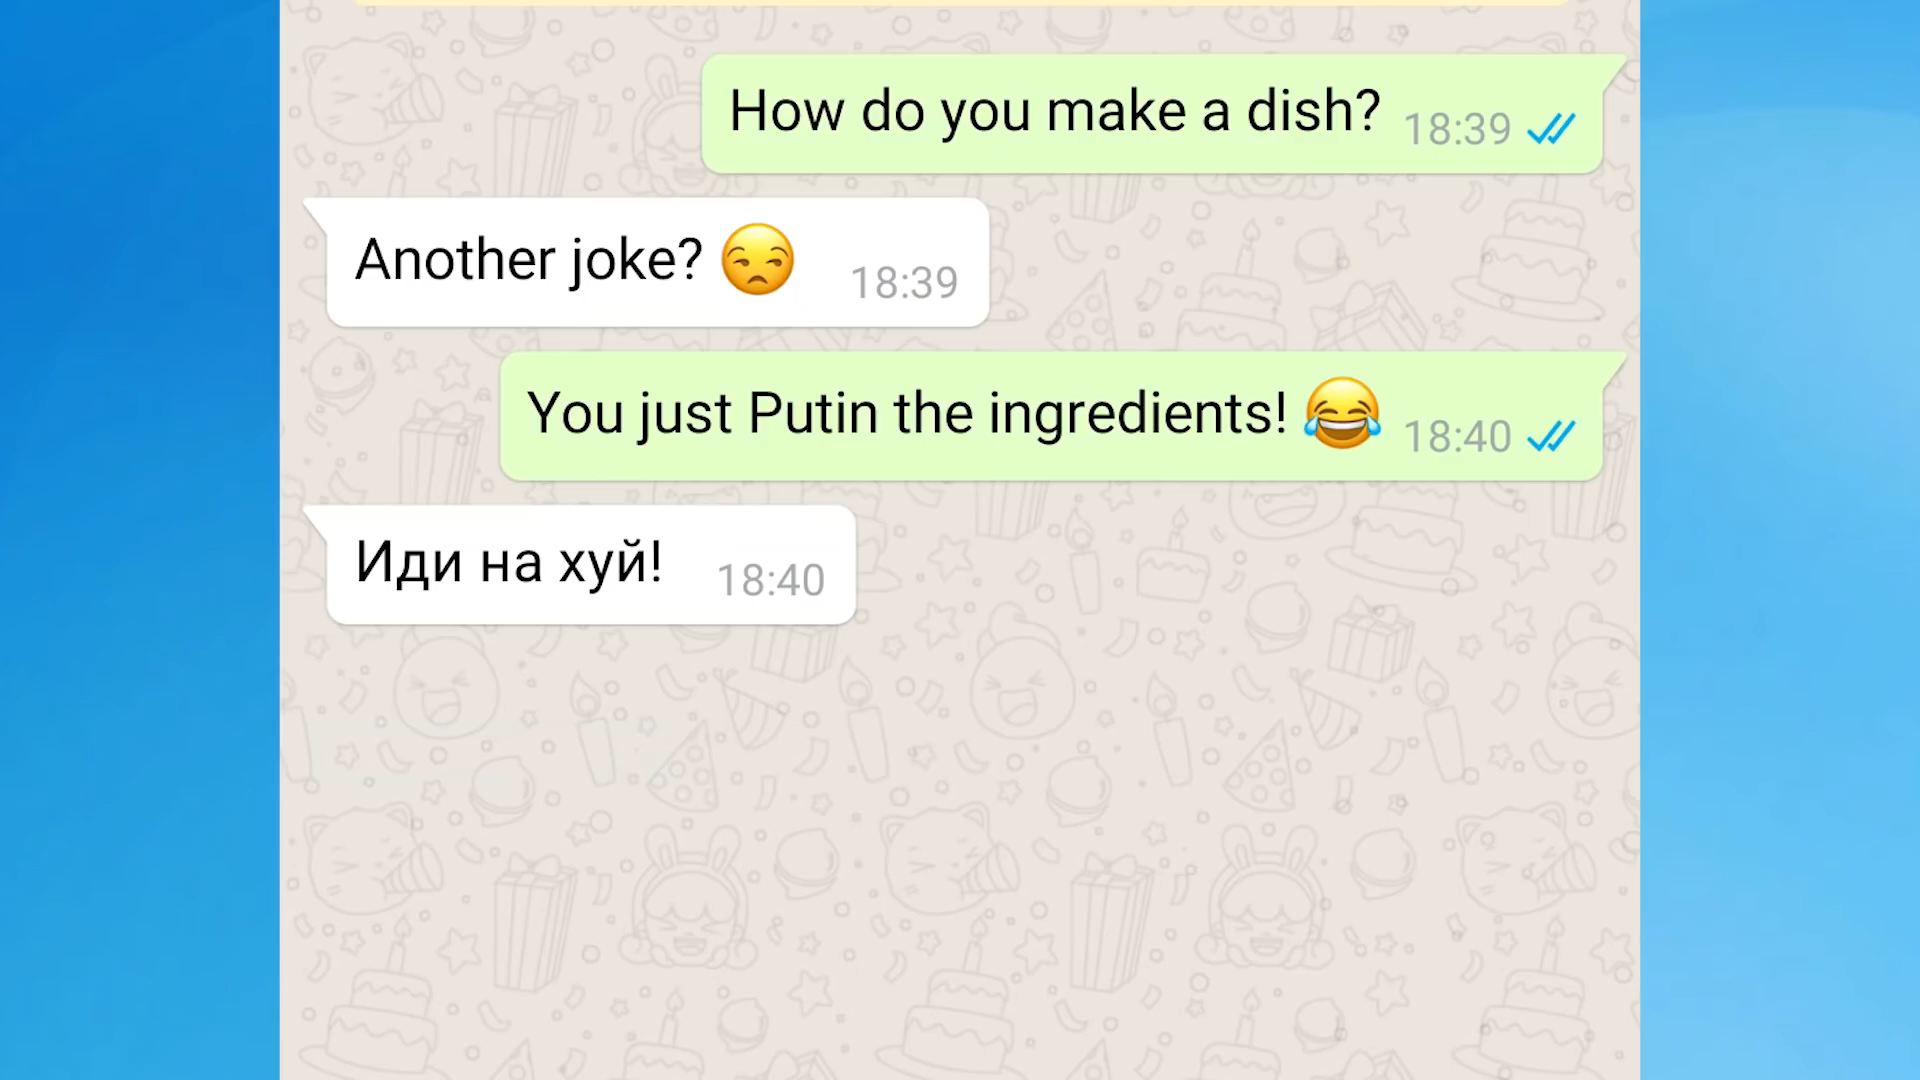 How do you make a dish? 18:39
Another joke? 😒 18:39
You just Putin the ingredients! 😂 18:40
Иди на хуй! 18:40